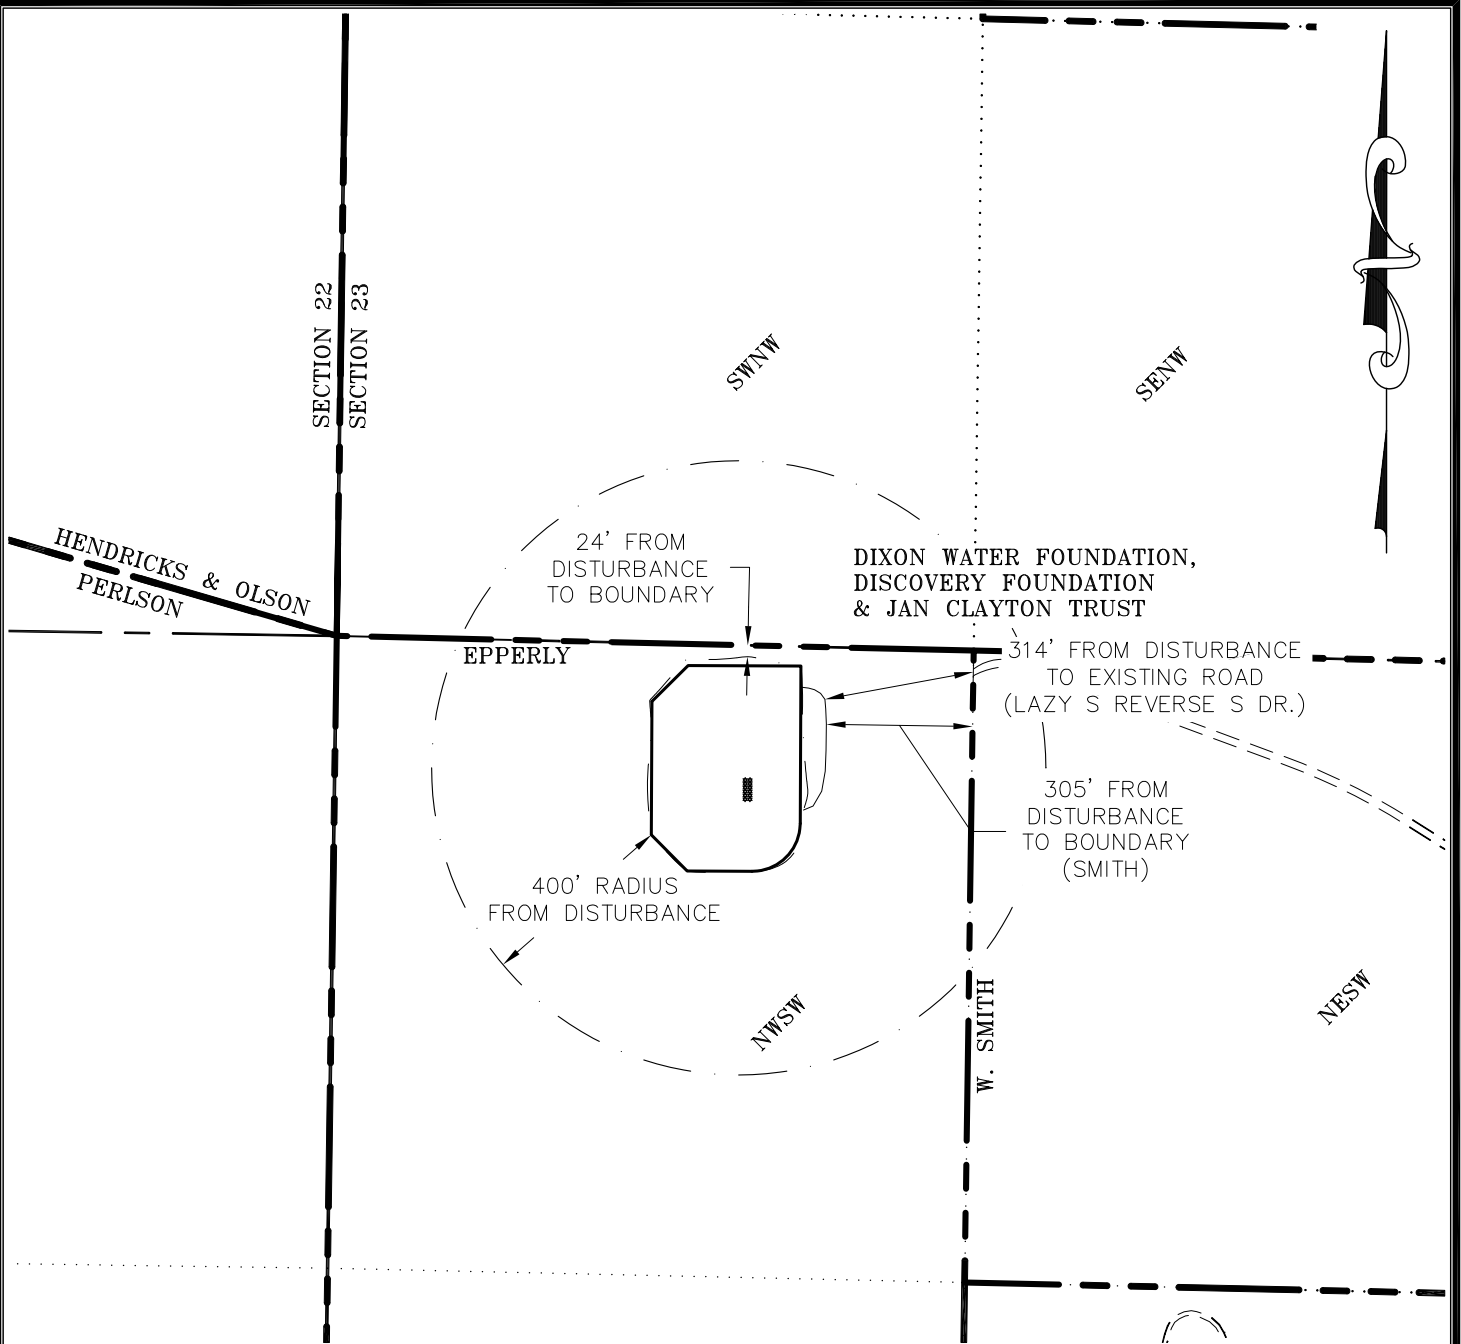 SECTION 22
SECTION 23
SWNW
SENW
HENDRICKS & OLSON
PERLSON
24' FROM
DISTURBANCE
TO BOUNDARY
DIXON WATER FOUNDATION,
DISCOVERY FOUNDATION
& JAN CLAYTON TRUST
EPPERLY
314' FROM DISTURBANCE
TO EXISTING ROAD
(LAZY S REVERSE S DR.)
305' FROM
DISTURBANCE
TO BOUNDARY
(SMITH)
400' RADIUS
FROM DISTURBANCE
NWSW
W. SMITH
NESW